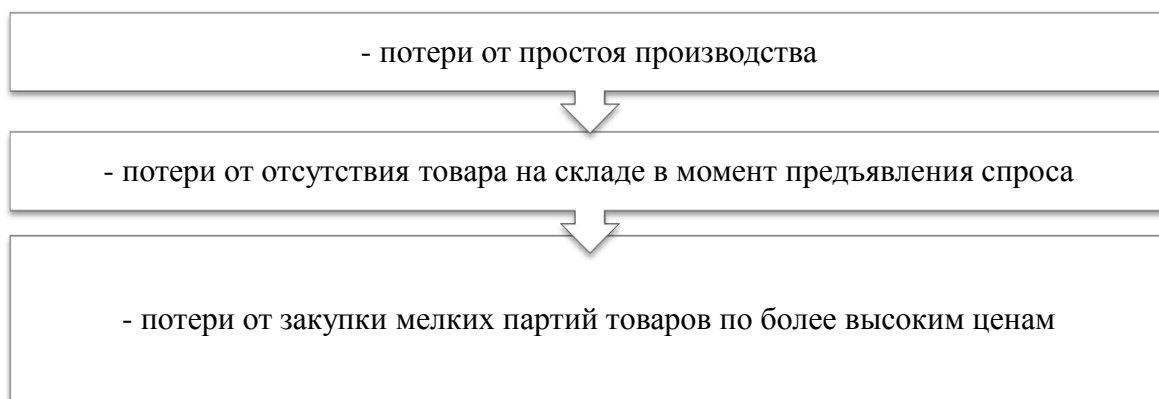 - потери от простоя производства
- потери от отсутствия товара на складе в момент предъявления спроса
- потери от закупки мелких партий товаров по более высоким ценам